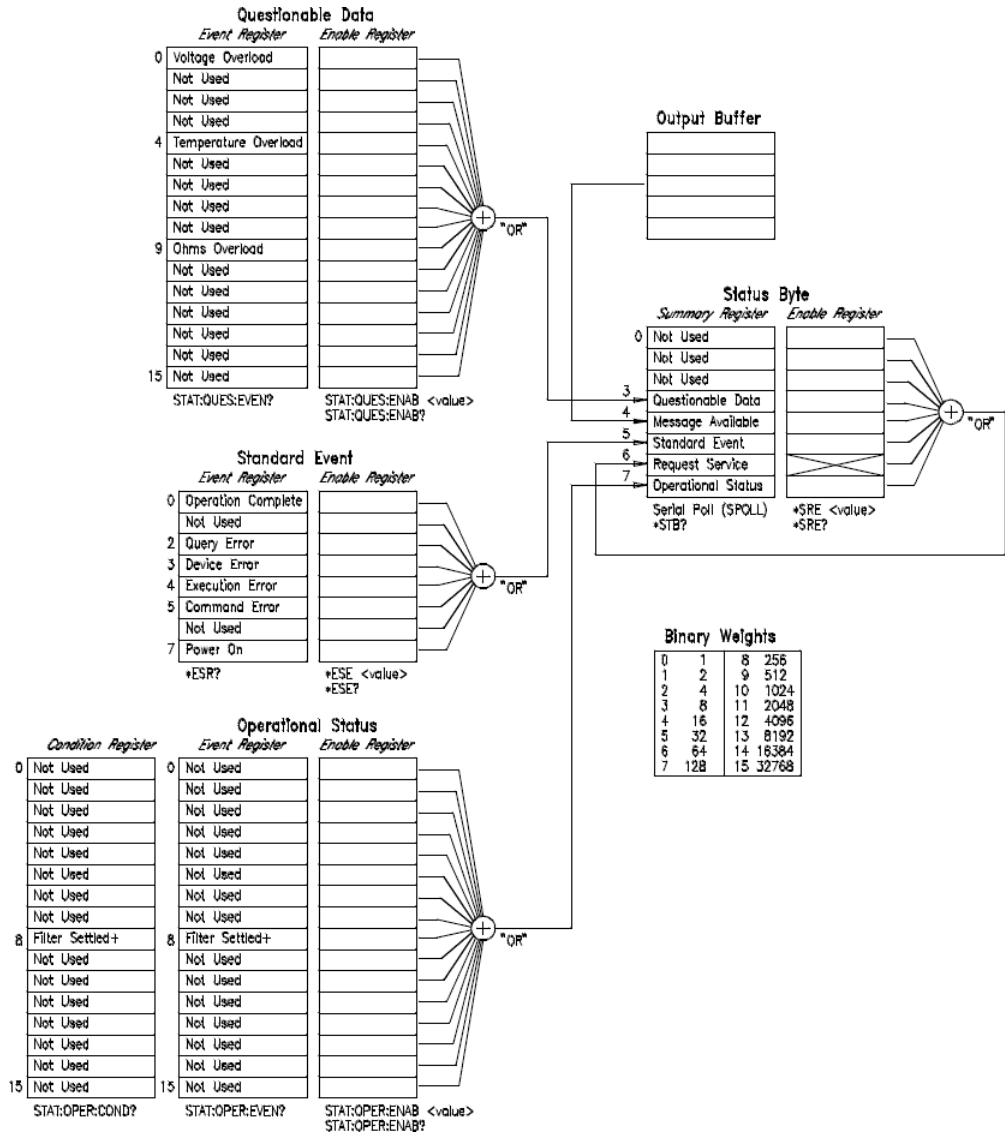 Questionable Data
Event Register Enable Register
0 Voltage Overload
Not Used
Not Used
Not Used
4 Temperature Overload
Not Used
Not Used
Not Used
Not Used
9 Ohms Overload
Not Used
Not Used
Not Used
Not Used
Not Used
15 Not Used
"OR"
STAT:QUES:EVEN?
STAT:QUES:ENAB <value>
STAT:QUES:ENAB?
Output Buffer
Status Byte
Summary Register Enable Register
0 Not Used
Not Used
Not Used
3 Questionable Data
4 Message Available
5 Standard Event
6 Request Service
7 Operational Status
"OR"
Serial Poll (SPOLL)
*STB?
*SRE <value>
*SRE?
Standard Event
Event Register Enable Register
0 Operation Complete
Not Used
2 Query Error
3 Device Error
4 Execution Error
5 Command Error
Not Used
7 Power On
"OR"
*ESR?
*ESE <value>
*ESE?
Binary Weights
0 1 8 256
1 2 9 512
2 4 10 1024
3 8 11 2048
4 16 12 4096
5 32 13 8192
6 64 14 16384
7 128 15 32768
Operational Status
Condition Register Event Register Enable Register
0 Not Used 0 Not Used
Not Used Not Used
Not Used Not Used
Not Used Not Used
Not Used Not Used
Not Used Not Used
Not Used Not Used
Not Used Not Used
8 Filter Settled+ 8 Filter Settled+
Not Used Not Used
Not Used Not Used
Not Used Not Used
Not Used Not Used
Not Used Not Used
Not Used Not Used
15 Not Used 15 Not Used
"OR"
STAT:OPER:COND?
STAT:OPER:EVEN?
STAT:OPER:ENAB <value>
STAT:OPER:ENAB?